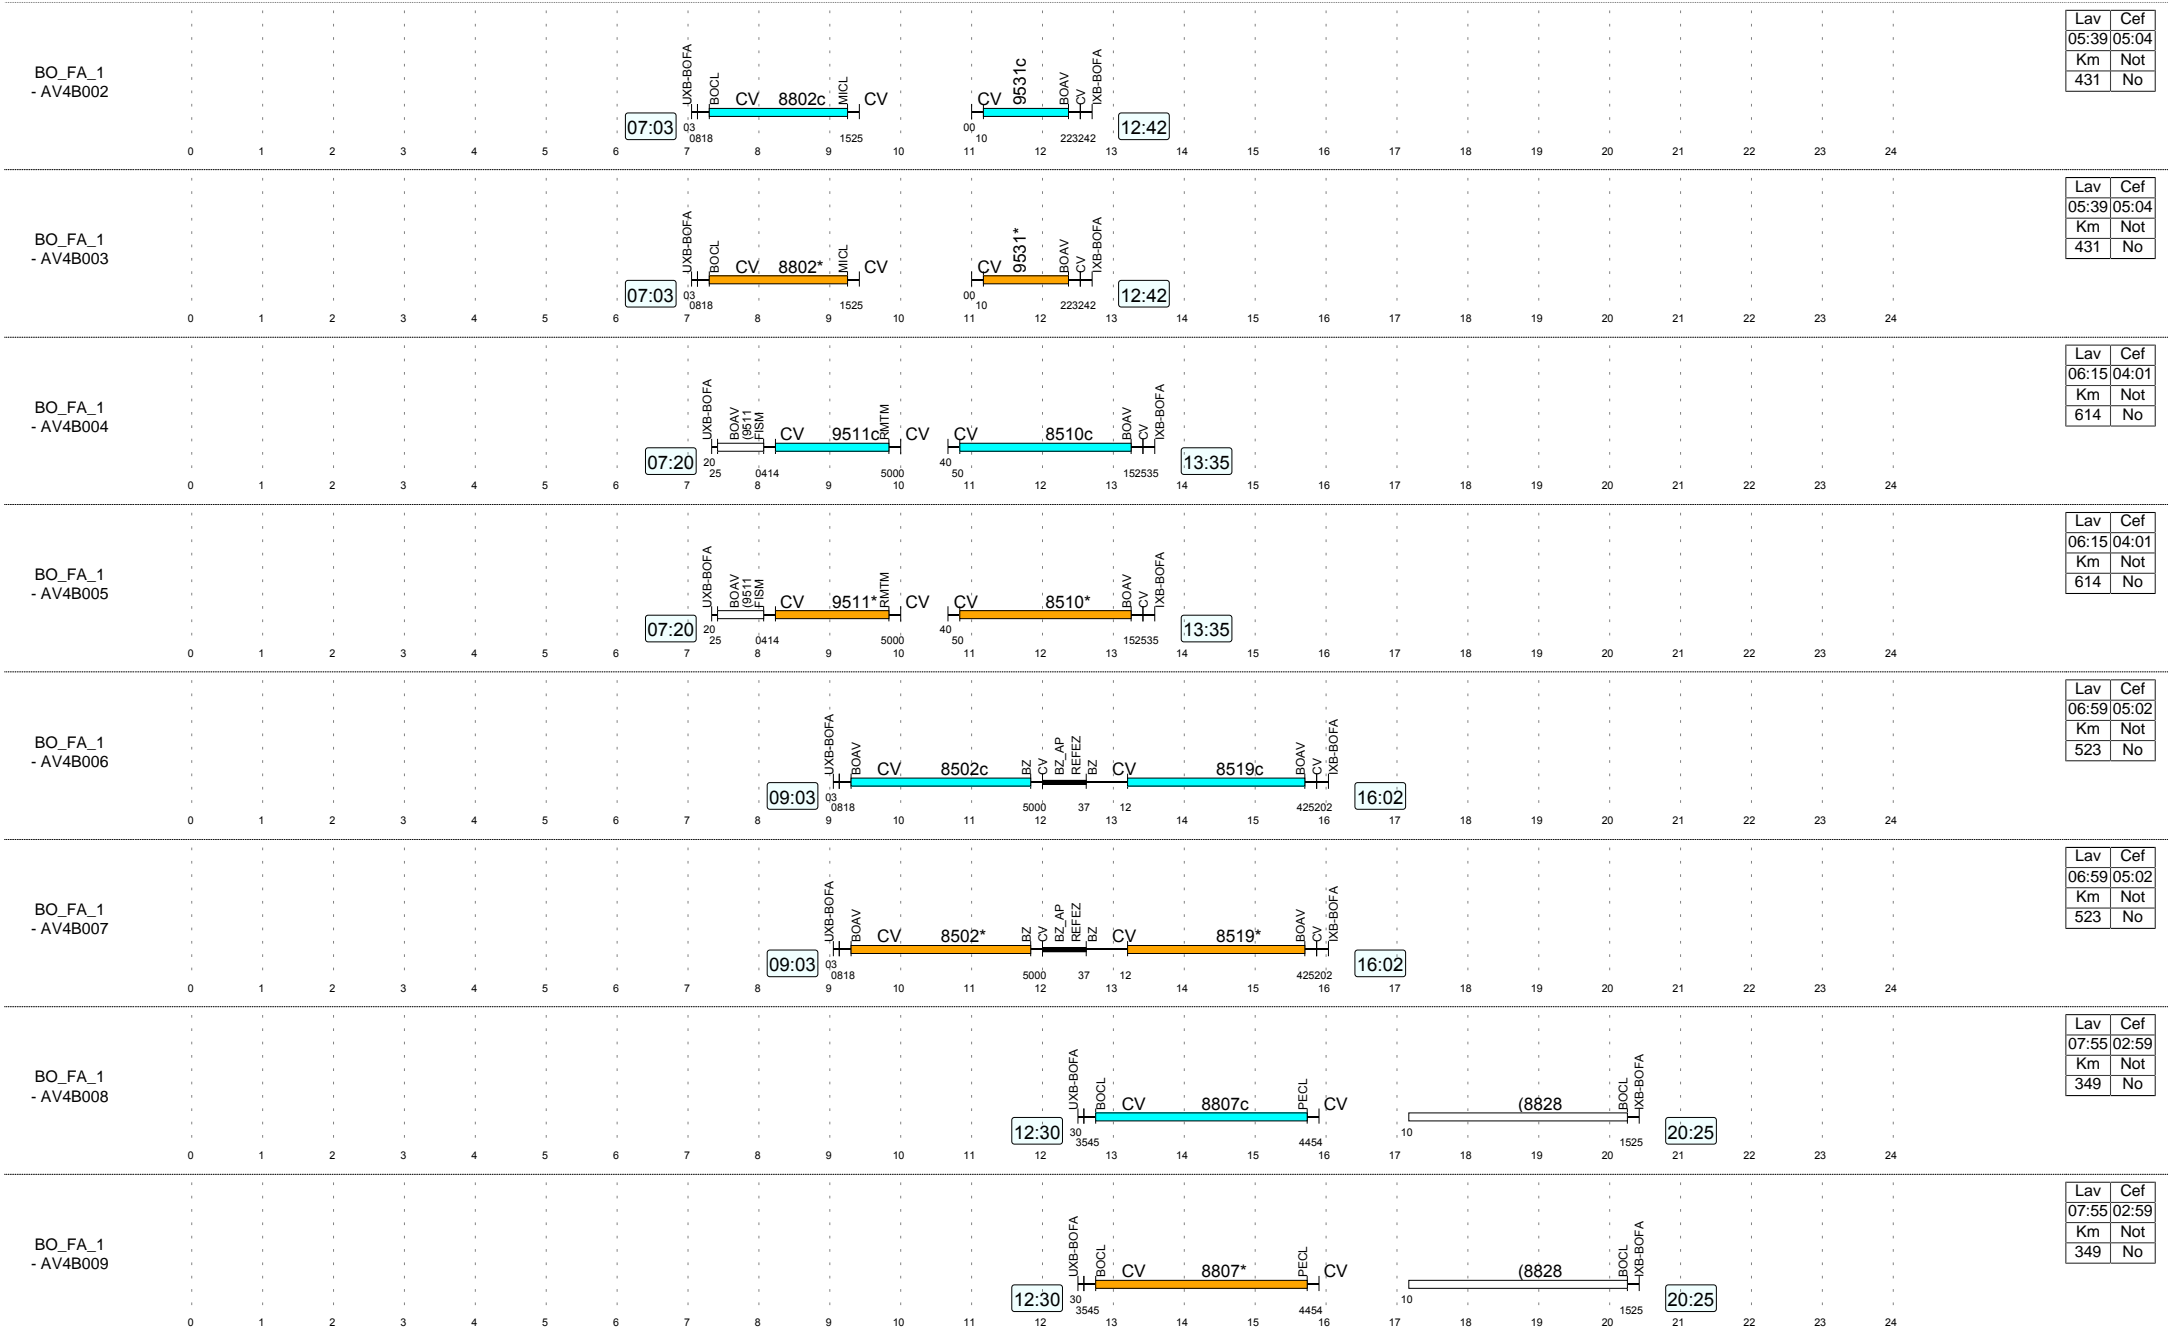 Lav Cef
05:39 05:04
Km Not
431 No
BO_FA_1
- AV4B002
UXB-BOFA BOCL CV 8802c MICL CV CV 9531c BOAV CV IXB-BOFA
07:03 03 0818 1525 00 10 223242 12:42
0 1 2 3 4 5 6 7 8 9 10 11 12 13 14 15 16 17 18 19 20 21 22 23 24
Lav Cef
05:39 05:04
Km Not
431 No
BO_FA_1
- AV4B003
UXB-BOFA BOCL CV 8802* MICL CV CV 9531* BOAV CV IXB-BOFA
07:03 03 0818 1525 00 10 223242 12:42
0 1 2 3 4 5 6 7 8 9 10 11 12 13 14 15 16 17 18 19 20 21 22 23 24
Lav Cef
06:15 04:01
Km Not
614 No
BO_FA_1
- AV4B004
UXB-BOFA BOAV (9511 FISM CV 9511c RMTM CV CV 8510c BOAV CV IXB-BOFA
07:20 20 25 0414 5000 40 50 152535 13:35
0 1 2 3 4 5 6 7 8 9 10 11 12 13 14 15 16 17 18 19 20 21 22 23 24
Lav Cef
06:15 04:01
Km Not
614 No
BO_FA_1
- AV4B005
UXB-BOFA BOAV (9511 FISM CV 9511* RMTM CV CV 8510* BOAV CV IXB-BOFA
07:20 20 25 0414 5000 40 50 152535 13:35
0 1 2 3 4 5 6 7 8 9 10 11 12 13 14 15 16 17 18 19 20 21 22 23 24
Lav Cef
06:59 05:02
Km Not
523 No
BO_FA_1
- AV4B006
UXB-BOFA BOAV CV 8502c BZ CV BZ_AP REFEZ BZ CV 8519c BOAV CV IXB-BOFA
09:03 03 0818 5000 37 12 425202 16:02
0 1 2 3 4 5 6 7 8 9 10 11 12 13 14 15 16 17 18 19 20 21 22 23 24
Lav Cef
06:59 05:02
Km Not
523 No
BO_FA_1
- AV4B007
UXB-BOFA BOAV CV 8502* BZ CV BZ_AP REFEZ BZ CV 8519* BOAV CV IXB-BOFA
09:03 03 0818 5000 37 12 425202 16:02
0 1 2 3 4 5 6 7 8 9 10 11 12 13 14 15 16 17 18 19 20 21 22 23 24
Lav Cef
07:55 02:59
Km Not
349 No
BO_FA_1
- AV4B008
UXB-BOFA BOCL CV 8807c PECL CV (8828 BOCL IXB-BOFA
12:30 30 3545 4454 10 1525 20:25
0 1 2 3 4 5 6 7 8 9 10 11 12 13 14 15 16 17 18 19 20 21 22 23 24
Lav Cef
07:55 02:59
Km Not
349 No
BO_FA_1
- AV4B009
UXB-BOFA BOCL CV 8807* PECL CV (8828 BOCL IXB-BOFA
12:30 30 3545 4454 10 1525 20:25
0 1 2 3 4 5 6 7 8 9 10 11 12 13 14 15 16 17 18 19 20 21 22 23 24